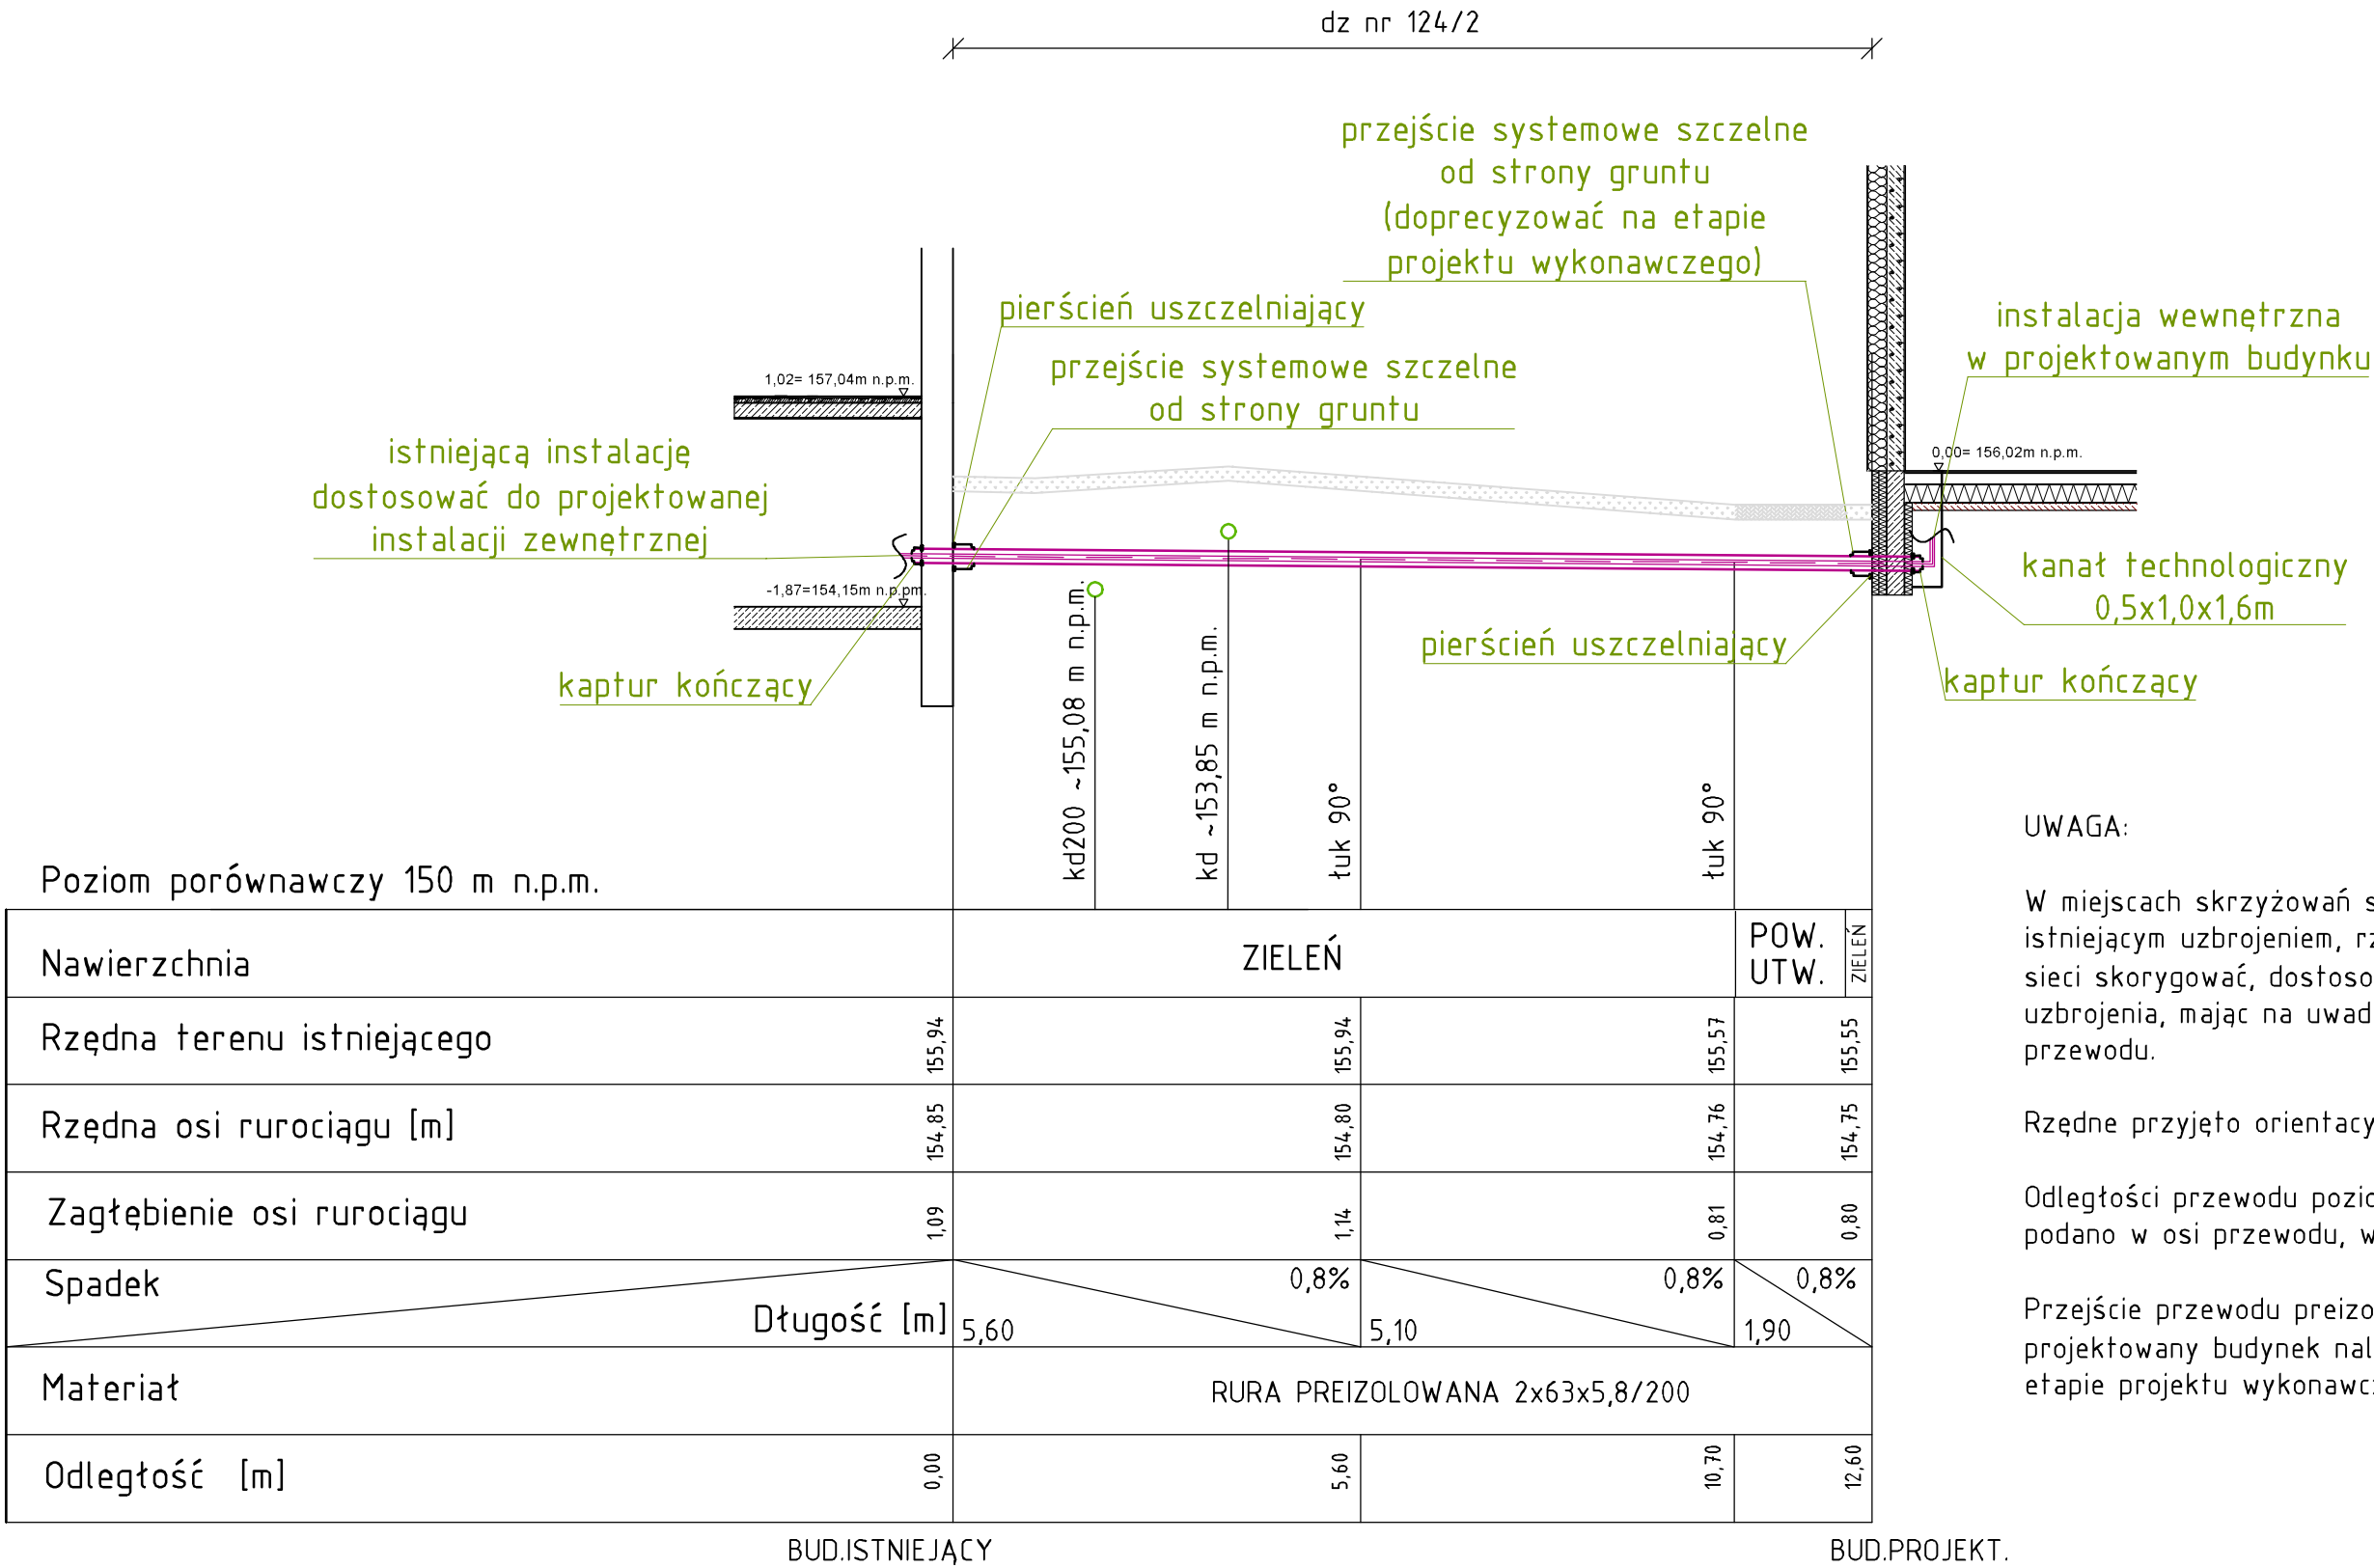 dz nr 124/2
przejście systemowe szczelne
od strony gruntu
(doprecyzować na etapie
projektu wykonawczego)
pierścień uszczelniający
przejście systemowe szczelne
od strony gruntu
instalacja wewnętrzna
w projektowanym budynku
1,02= 157,04m n.p.m.
0,00= 156,02m n.p.m.
istniejącą instalację
dostosować do projektowanej
instalacji zewnętrznej
-1,87=154,15m n.p.pm.
kanał technologiczny
0,5x1,0x1,6m
pierścień uszczelniający
kaptur kończący
kaptur kończący
kd200 ~155,08 m n.p.m.
kd ~153,85 m n.p.m.
łuk 90°
łuk 90°
UWAGA:
W miejscach skrzyżowań s
istniejącym uzbrojeniem, rz
sieci skorygować, dostoso
uzbrojenia, mając na uwad
przewodu.
Rzędne przyjęto orientacy
Odległości przewodu pozio
podano w osi przewodu, w
Przejście przewodu preizo
projektowany budynek nal
etapie projektu wykonawc
Poziom porównawczy 150 m n.p.m.
Nawierzchnia
ZIELEŃ
POW.
UTW.
ZIELEŃ
Rzędna terenu istniejącego
155,94
155,94
155,57
155,55
Rzędna osi rurociągu [m]
154,85
154,80
154,76
154,75
Zagłębienie osi rurociągu
1,09
1,14
0,81
0,80
Spadek
0,8%
0,8%
0,8%
Długość [m]
5,60
5,10
1,90
Materiał
RURA PREIZOLOWANA 2x63x5,8/200
Odległość [m]
0,00
5,60
10,70
12,60
BUD.ISTNIEJĄCY
BUD.PROJEKT.